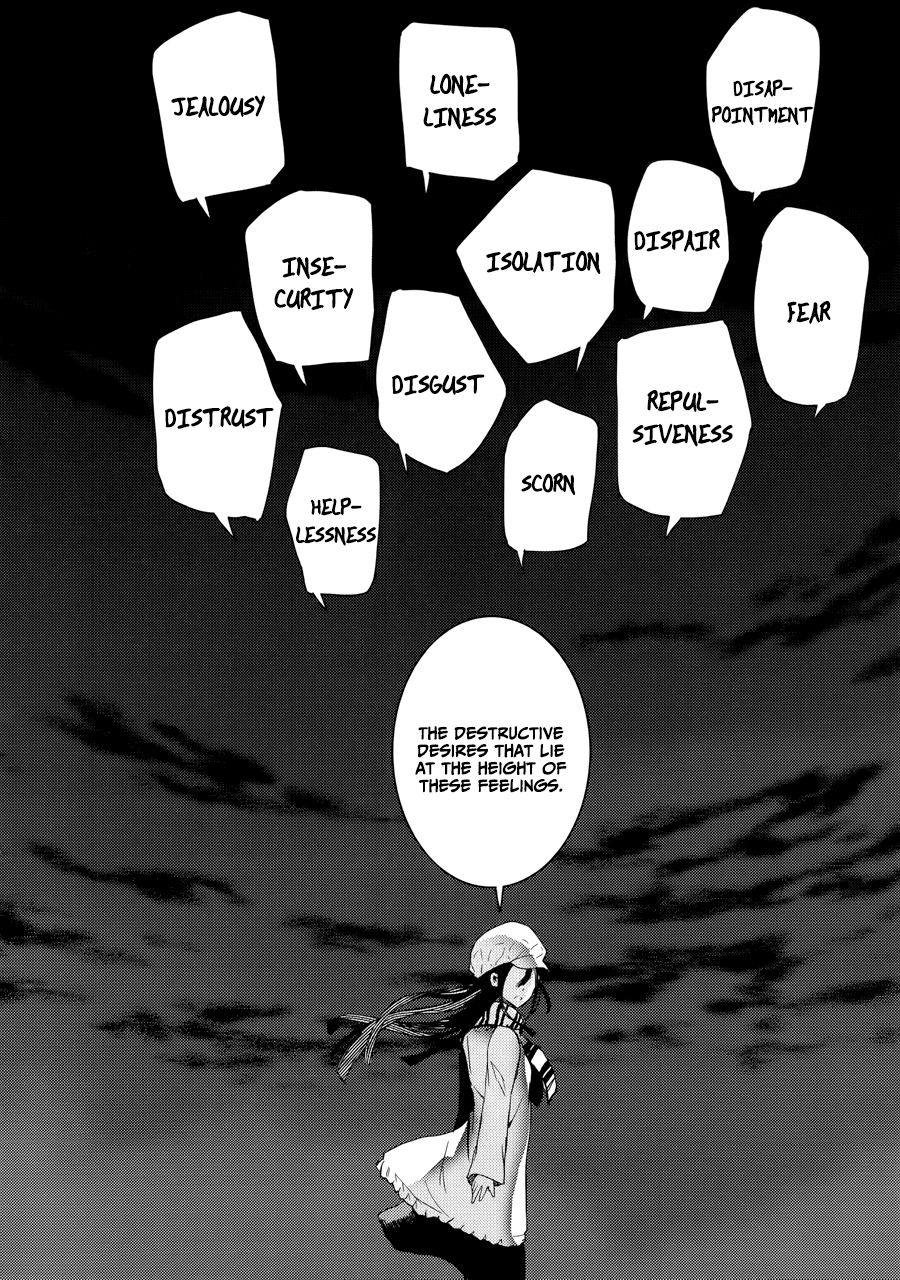 JEALOUSY
LONE-
LINESS
DISAP-
POINTMENT
INSE-
CURITY
ISOLATION
DISPAIR
FEAR
DISTRUST
DISGUST
REPUL-
SIVENESS
HELP-
LESSNESS
SCORN
THE DESTRUCTIVE
DESIRES THAT LIE
AT THE HEIGHT OF
THESE FEELINGS.